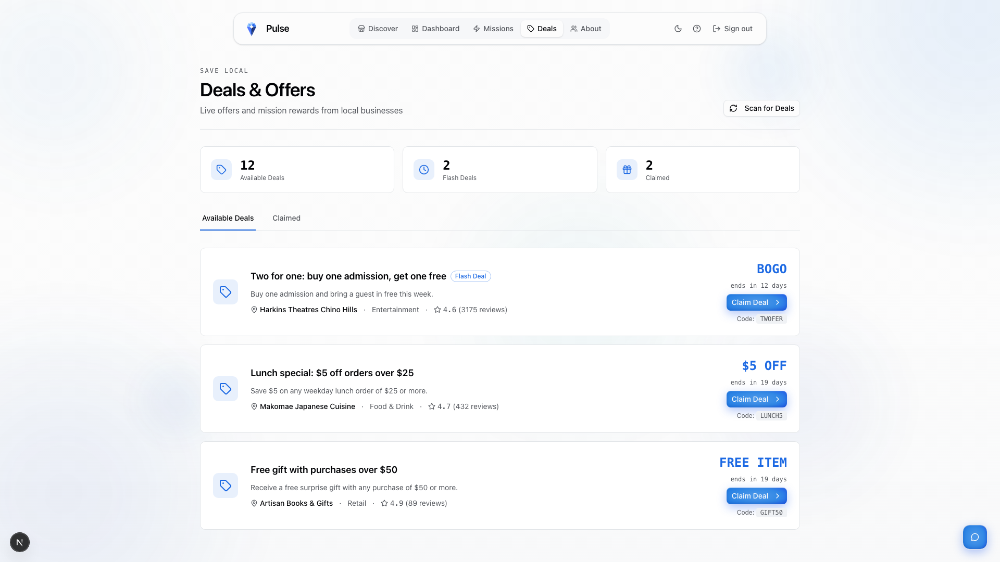 Pulse
Discover
Dashboard
Missions
Deals
About
Sign out
SAVE LOCAL
Deals & Offers
Live offers and mission rewards from local businesses
Scan for Deals
12
Available Deals
2
Flash Deals
2
Claimed
Available Deals
Claimed
Two for one: buy one admission, get one free
Flash Deal
Buy one admission and bring a guest in free this week.
Harkins Theatres Chino Hills · Entertainment · 4.6 (3175 reviews)
BOGO
ends in 12 days
Claim Deal
Code: TWOFER
Lunch special: $5 off orders over $25
Save $5 on any weekday lunch order of $25 or more.
Makomae Japanese Cuisine · Food & Drink · 4.7 (432 reviews)
$5 OFF
ends in 19 days
Claim Deal
Code: LUNCH5
Free gift with purchases over $50
Receive a free surprise gift with any purchase of $50 or more.
Artisan Books & Gifts · Retail · 4.9 (89 reviews)
FREE ITEM
ends in 19 days
Claim Deal
Code: GIFT50
N